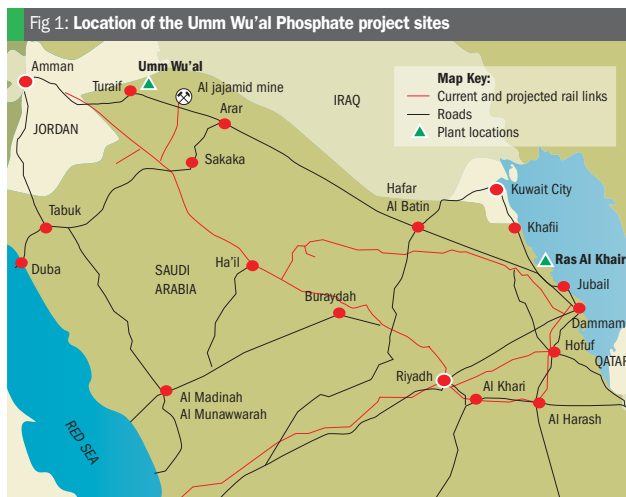 Fig 1: Location of the Umm Wu'al Phosphate project sites
Amman
Umm Wu'al
Turaif
Al jajamid mine
Arar
IRAQ
Map Key:
Current and projected rail links
Roads
Plant locations
JORDAN
Sakaka
Hafar
Al Batin
Kuwait City
Tabuk
Khafii
Duba
SAUDI
ARABIA
Ha'il
Ras Al Khair
Jubail
Buraydah
Dammam
Hofuf
QATAR
Riyadh
Al Khari
Al Madinah
Al Munawwarah
Al Harash
RED SEA